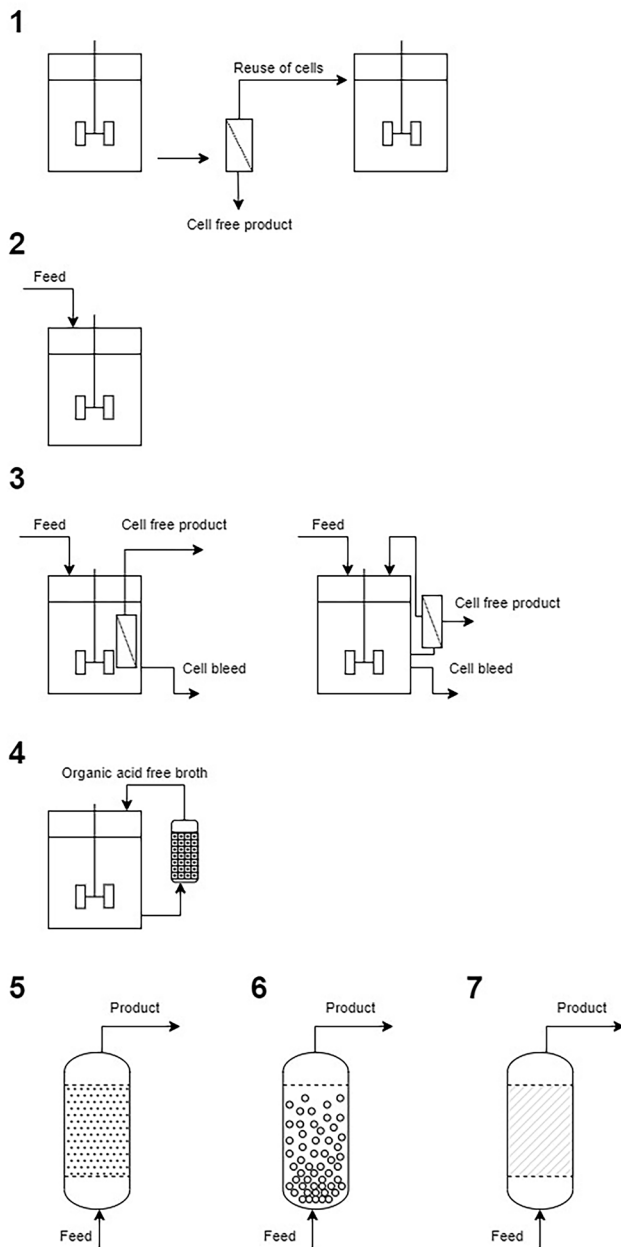 1
Reuse of cells
Cell free product
2
Feed
3
Feed
Cell free product
Cell bleed
Feed
Cell free product
Cell bleed
4
Organic acid free broth
5
Product
Feed
6
Product
Feed
7
Product
Feed